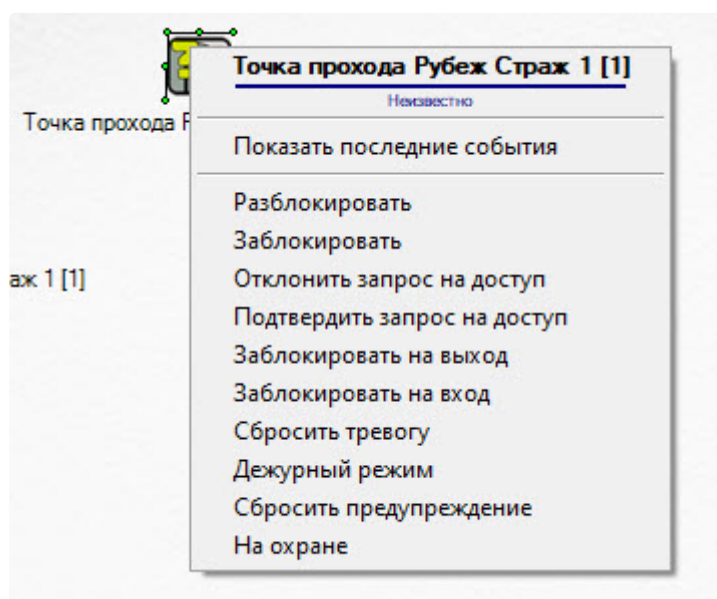 Точка прохода Рубеж Страж 1 [1]
Неизвестно
Точка прохода
Показать последние события
Разблокировать
Заблокировать
аж 1 [1]
Отклонить запрос на доступ
Подтвердить запрос на доступ
Заблокировать на выход
Заблокировать на вход
Сбросить тревогу
Дежурный режим
Сбросить предупреждение
На охране